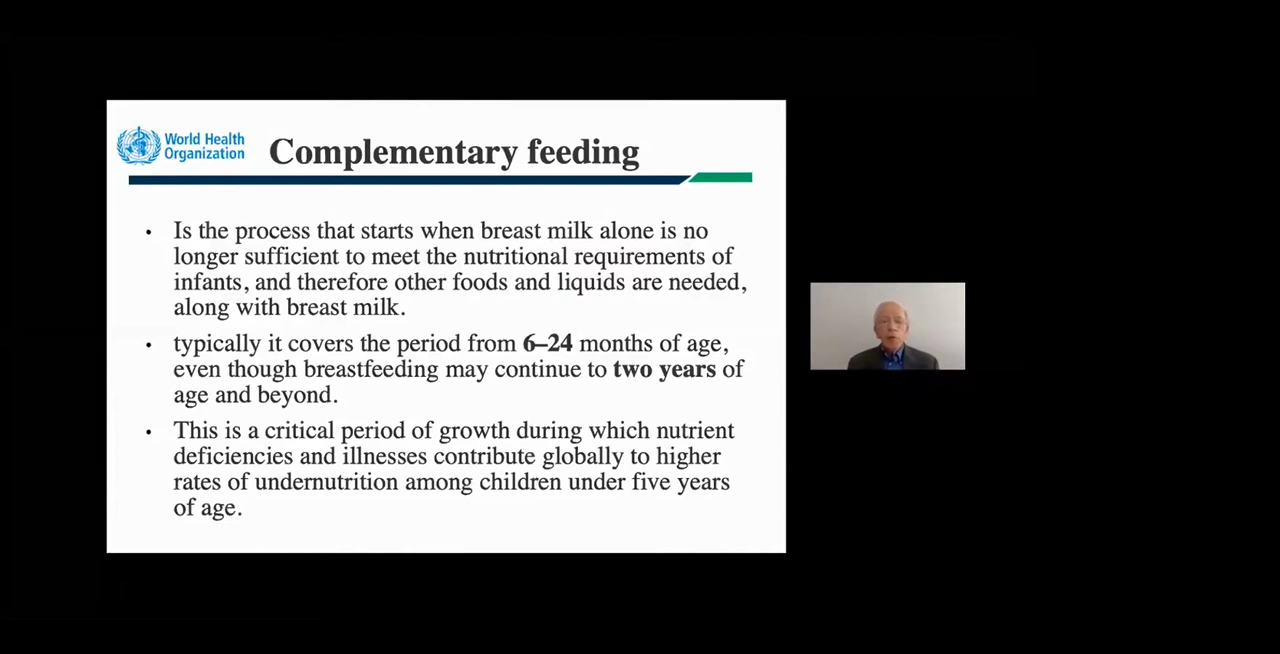 World Health
Organization
Complementary feeding
• Is the process that starts when breast milk alone is no
longer sufficient to meet the nutritional requirements of
infants, and therefore other foods and liquids are needed,
along with breast milk.
• typically it covers the period from 6–24 months of age,
even though breastfeeding may continue to two years of
age and beyond.
• This is a critical period of growth during which nutrient
deficiencies and illnesses contribute globally to higher
rates of undernutrition among children under five years
of age.